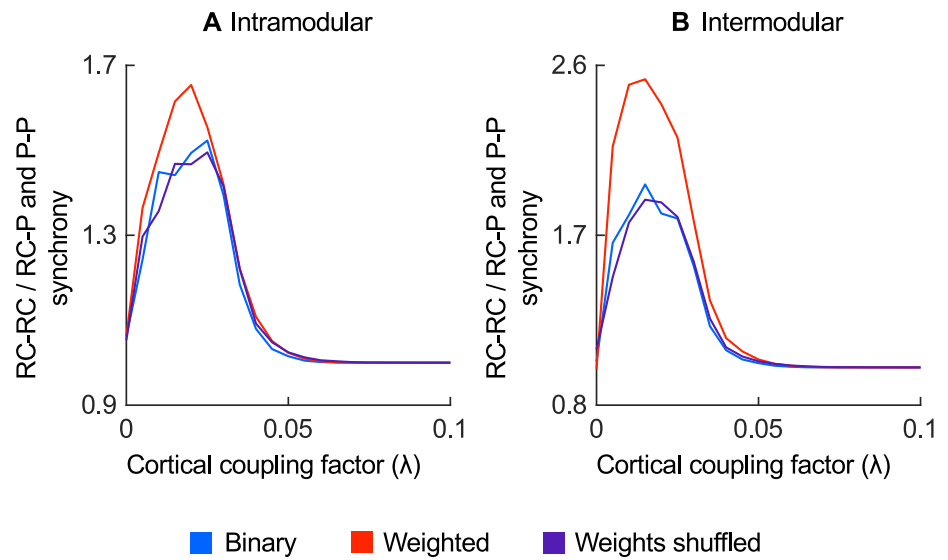 A Intramodular
RC-RC / RC-P and P-P
synchrony
1.7
1.3
0.9
0
0.05
0.1
Cortical coupling factor (λ)
B Intermodular
RC-RC / RC-P and P-P
synchrony
2.6
1.7
0.8
0
0.05
0.1
Cortical coupling factor (λ)
Binary
Weighted
Weights shuffled